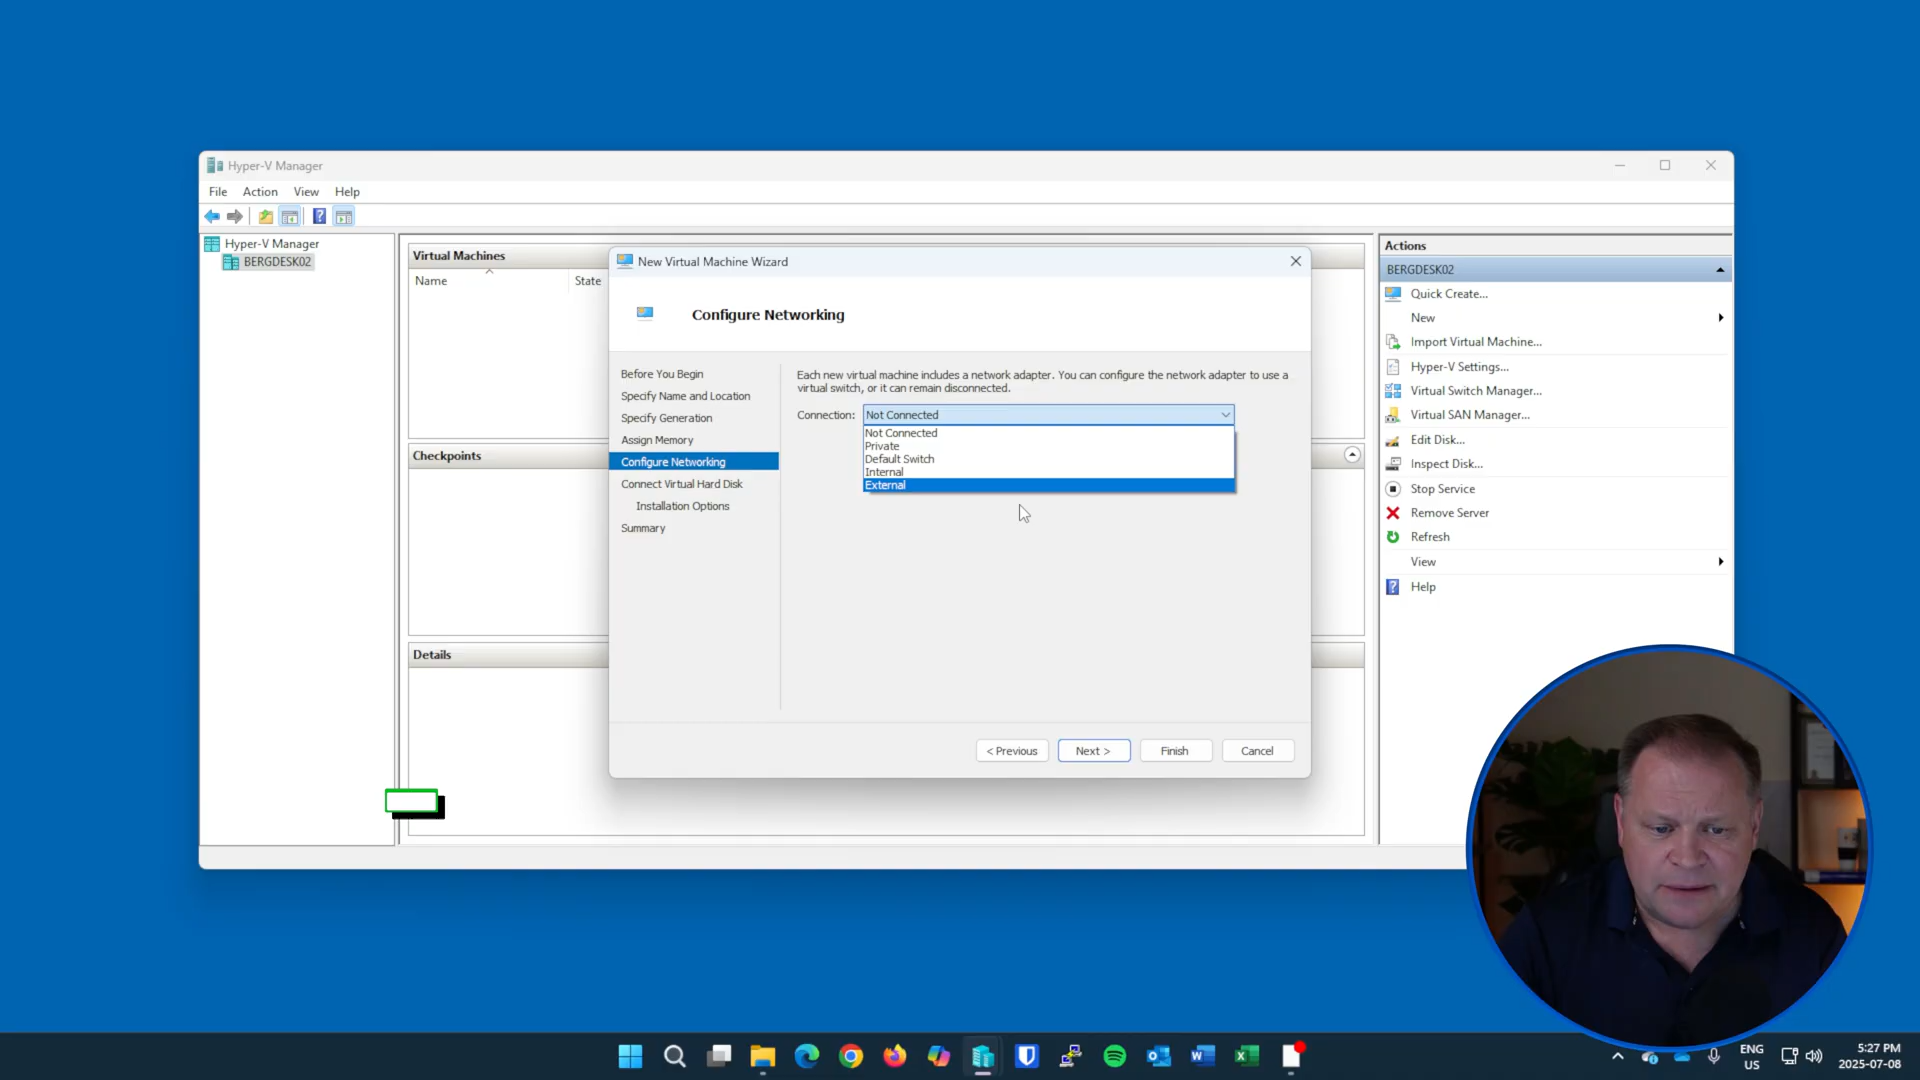 Hyper-V Manager
File Action View Help
Hyper-V Manager
BERGDESK02
Virtual Machines
Name State
Checkpoints
Details
New Virtual Machine Wizard
Configure Networking
Before You Begin
Specify Name and Location
Specify Generation
Assign Memory
Configure Networking
Connect Virtual Hard Disk
Installation Options
Summary
Each new virtual machine includes a network adapter. You can configure the network adapter to use a
virtual switch, or it can remain disconnected.
Connection: Not Connected
Not Connected
Private
Default Switch
Internal
External
< Previous Next > Finish Cancel
Actions
BERGDESK02
Quick Create...
New
Import Virtual Machine...
Hyper-V Settings...
Virtual Switch Manager...
Virtual SAN Manager...
Edit Disk...
Inspect Disk...
Stop Service
Remove Server
Refresh
View
Help
ENG
US
5:27 PM
2025-07-08